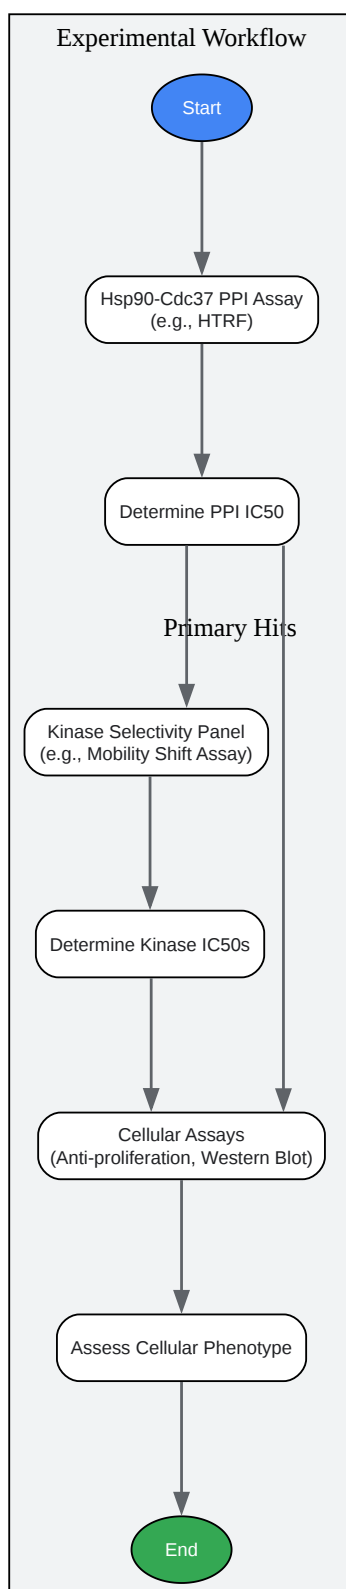 Experimental Workflow
Start
Hsp90-Cdc37 PPI Assay
(e.g., HTRF)
Determine PPI IC50
Primary Hits
Kinase Selectivity Panel
(e.g., Mobility Shift Assay)
Determine Kinase IC50s
Cellular Assays
(Anti-proliferation, Western Blot)
Assess Cellular Phenotype
End